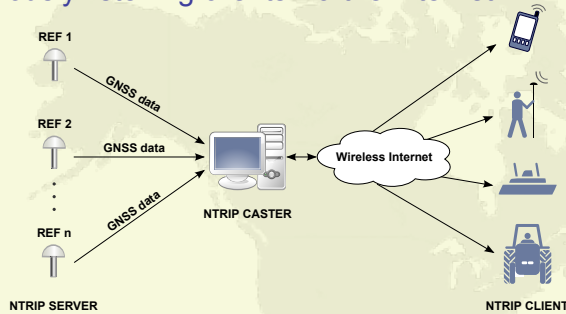 REF 1
GNSS data
REF 2
GNSS data
Wireless Internet
NTRIP CASTER
GNSS data
REF n
NTRIP SERVER
NTRIP CLIENT